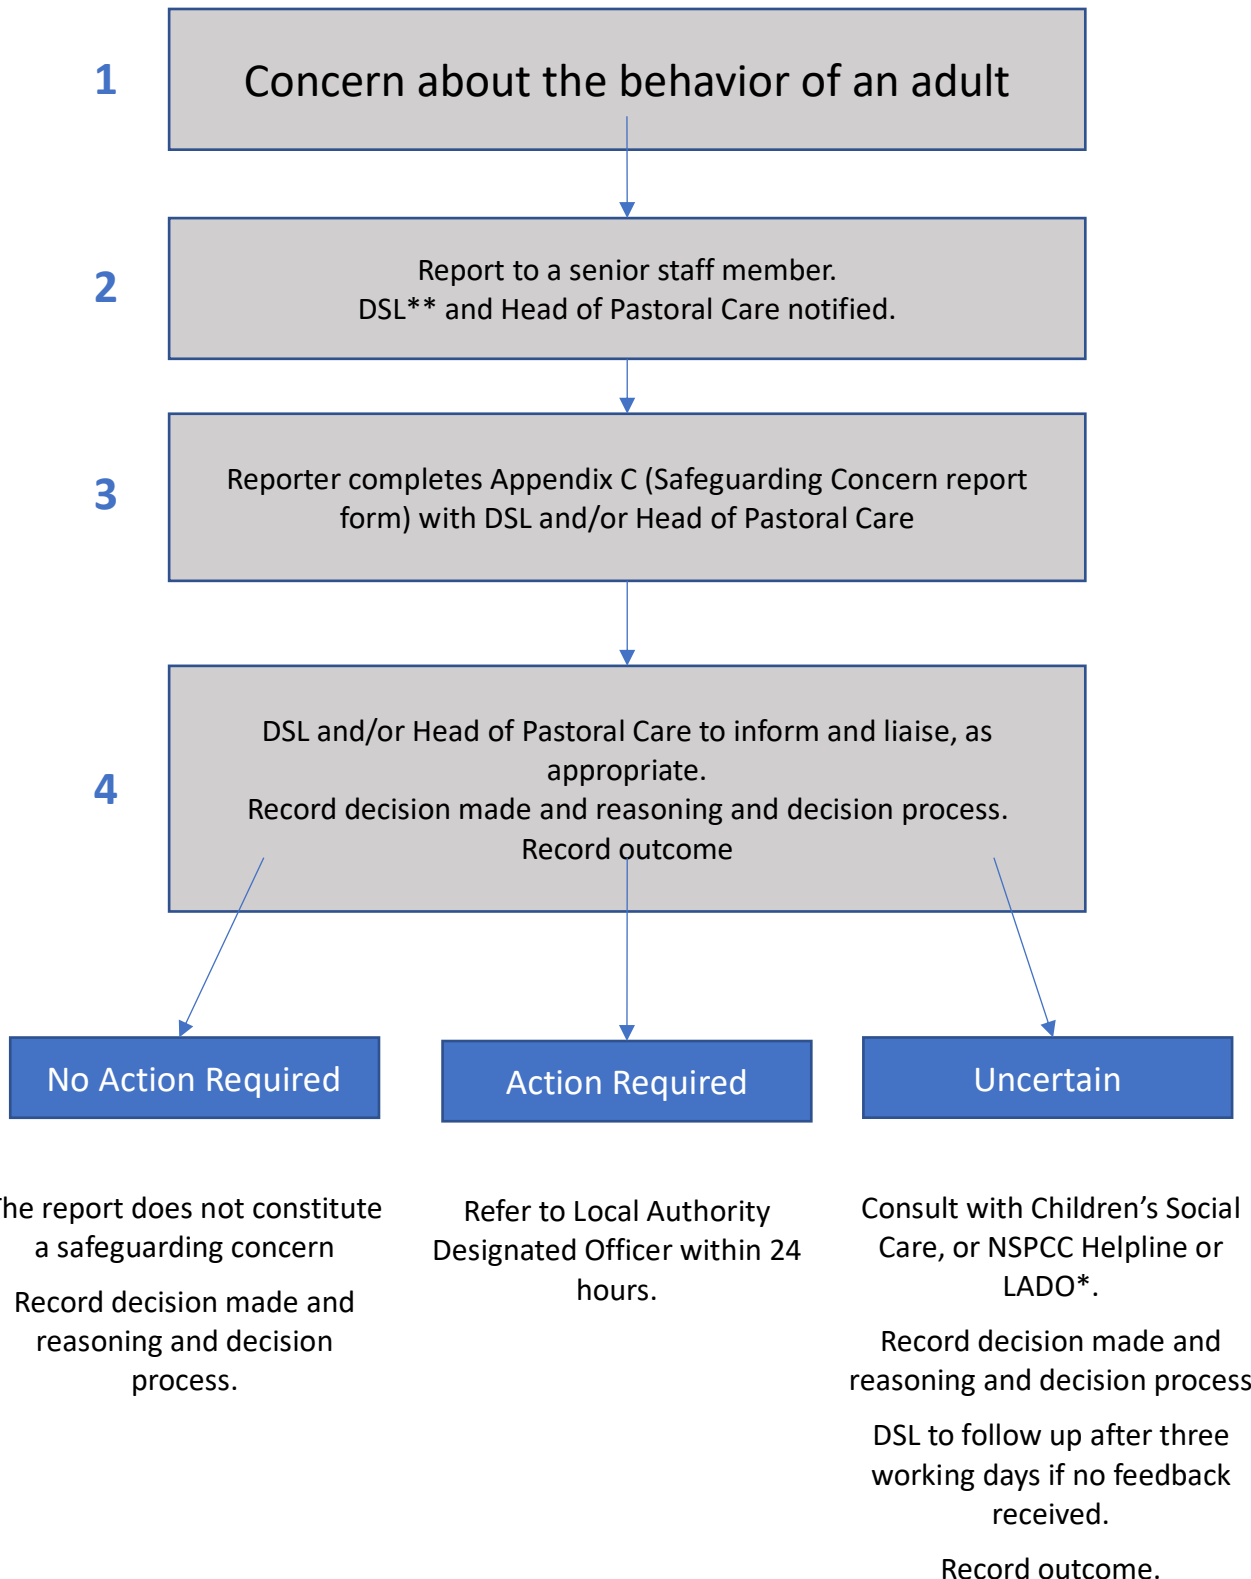 1
Concern about the behavior of an adult
2
Report to a senior staff member.
DSL** and Head of Pastoral Care notified.
3
Reporter completes Appendix C (Safeguarding Concern report
form) with DSL and/or Head of Pastoral Care
4
DSL and/or Head of Pastoral Care to inform and liaise, as
appropriate.
Record decision made and reasoning and decision process.
Record outcome
No Action Required
The report does not constitute
a safeguarding concern
Record decision made and
reasoning and decision
process.
Action Required
Refer to Local Authority
Designated Officer within 24
hours.
Uncertain
Consult with Children’s Social
Care, or NSPCC Helpline or
LADO*.
Record decision made and
reasoning and decision process
DSL to follow up after three
working days if no feedback
received.
Record outcome.